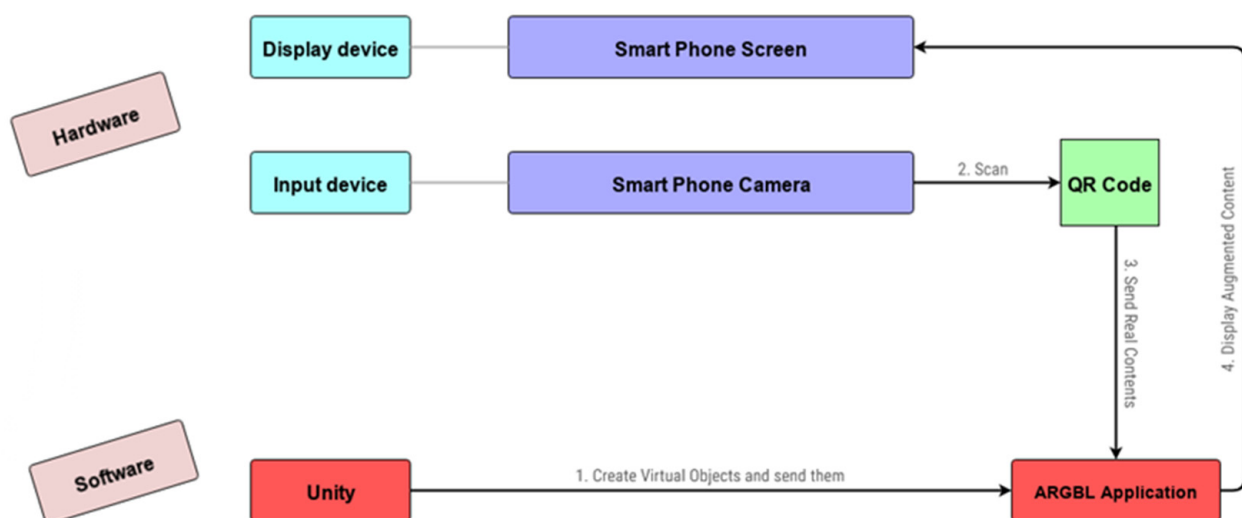 Display device
Smart Phone Screen
Hardware
Input device
Smart Phone Camera
2. Scan
QR Code
3. Send Real Contents
4. Display Augmented Content
Software
Unity
1. Create Virtual Objects and send them
ARGBL Application